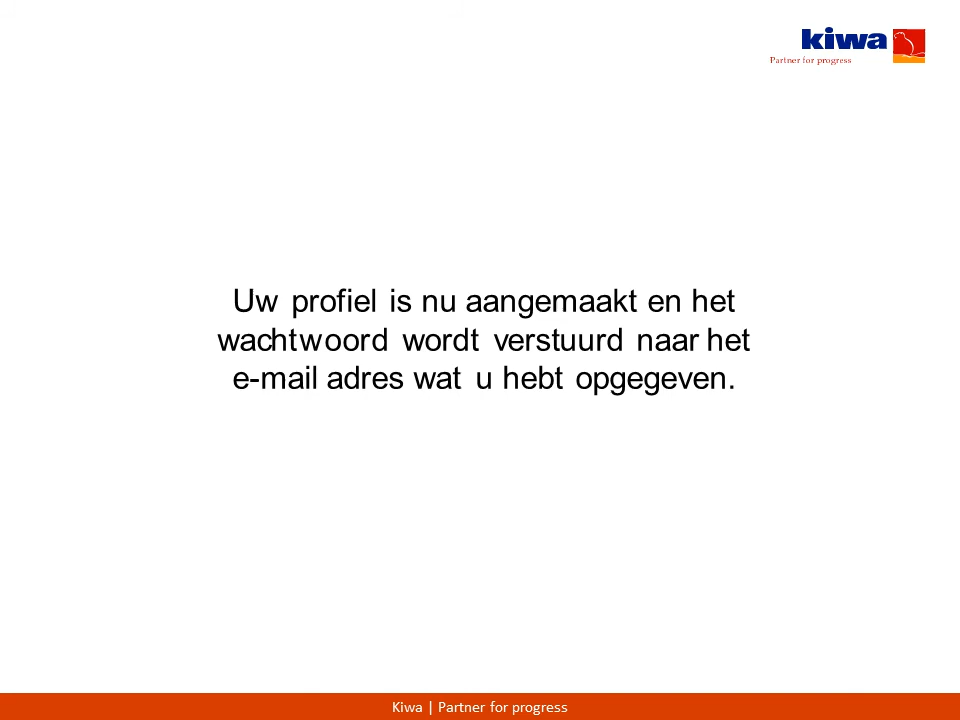 kiwa
Partner for progress
Uw profiel is nu aangemaakt en het
wachtwoord wordt verstuurd naar het
e-mail adres wat u hebt opgegeven.
Kiwa | Partner for progress